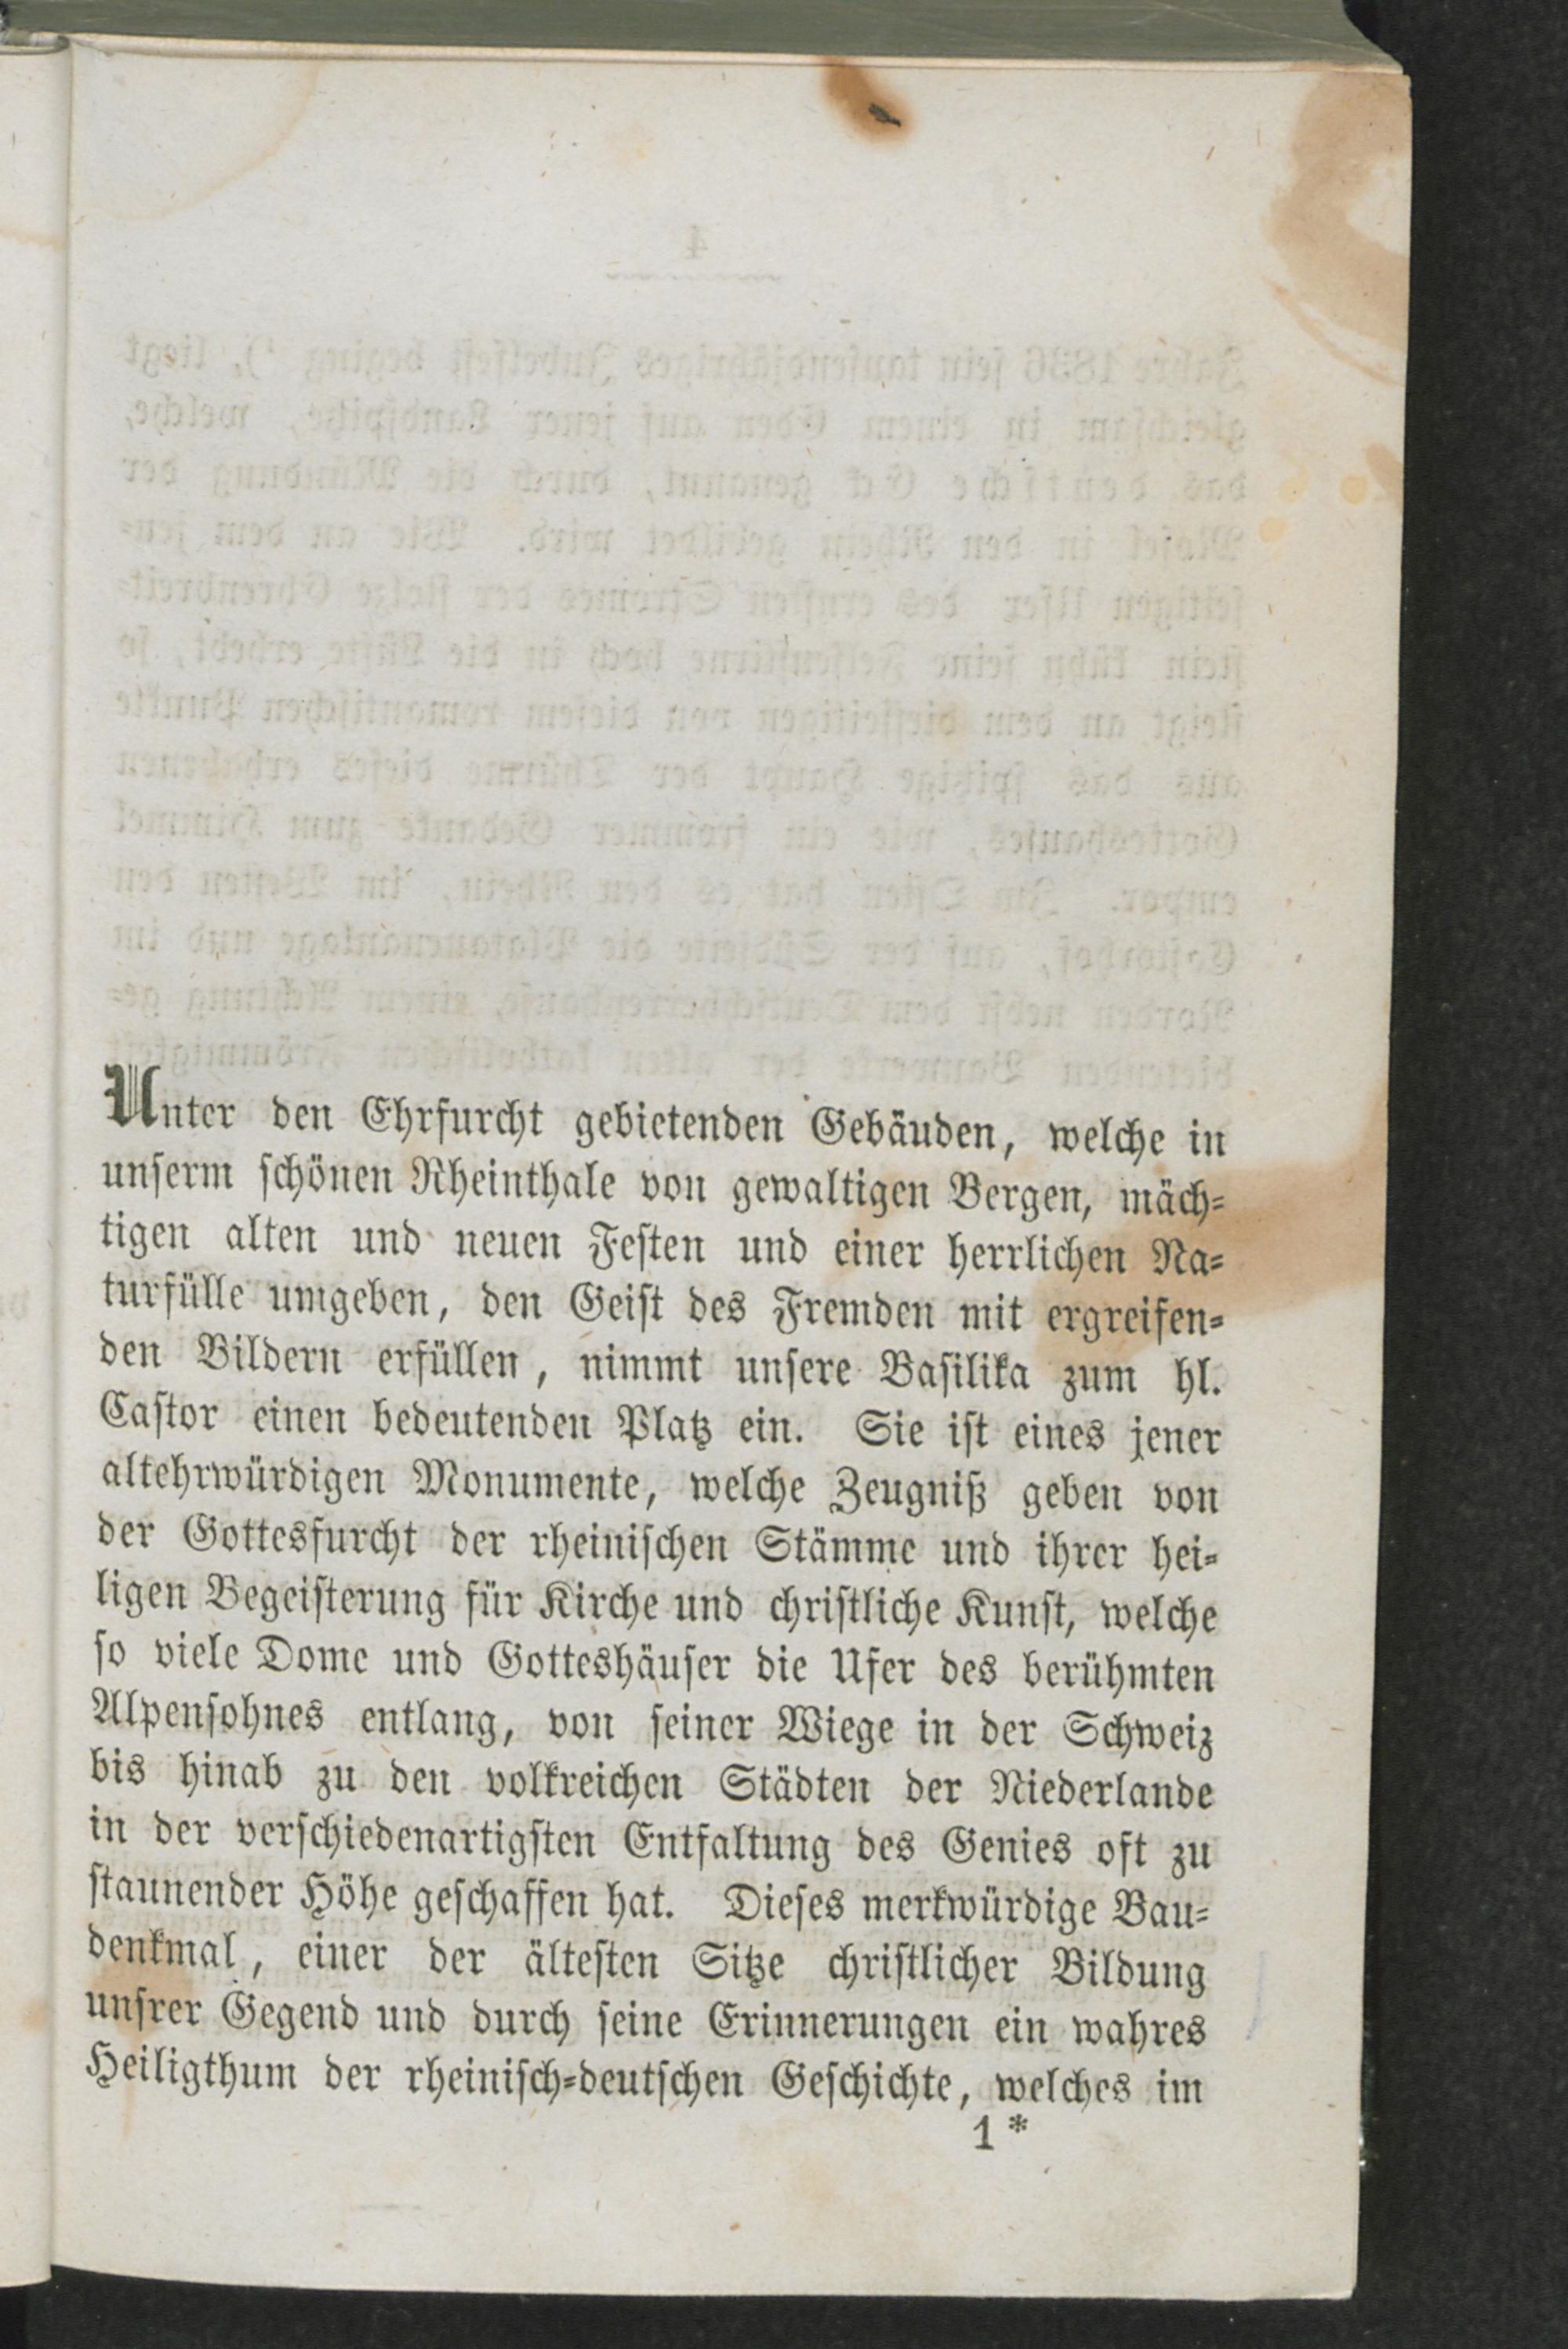 Unter den Ehrfurcht gebietenden Gebäuden, welche in
unserm schönen Rheinthale von gewaltigen Bergen, mäch-
tigen alten und neuen Festen und einer herrlichen Na-
turfülle umgeben, den Geist des Fremden mit ergreifen-
den Bildern erfüllen, nimmt unsere Basilika zum hl.
Castor einen bedeutenden Platz ein. Sie ist eines jener
altehrwürdigen Monumente, welche Zeugniß geben von
der Gottesfurcht der rheinischen Stämme und ihrer hei-
ligen Begeisterung für Kirche und christliche Kunst, welche
so viele Dome und Gotteshäuser die Ufer des berühmten
Alpensohnes entlang, von seiner Wiege in der Schweiz
bis hinab zu den volkreichen Städten der Niederlande
in der verschiedenartigsten Entfaltung des Genies oft zu
staunender Höhe geschaffen hat. Dieses merkwürdige Bau-
denkmal, einer der ältesten Sitze christlicher Bildung
unsrer Gegend und durch seine Erinnerungen ein wahres
Heiligthum der rheinisch-deutschen Geschichte, welches im
1*